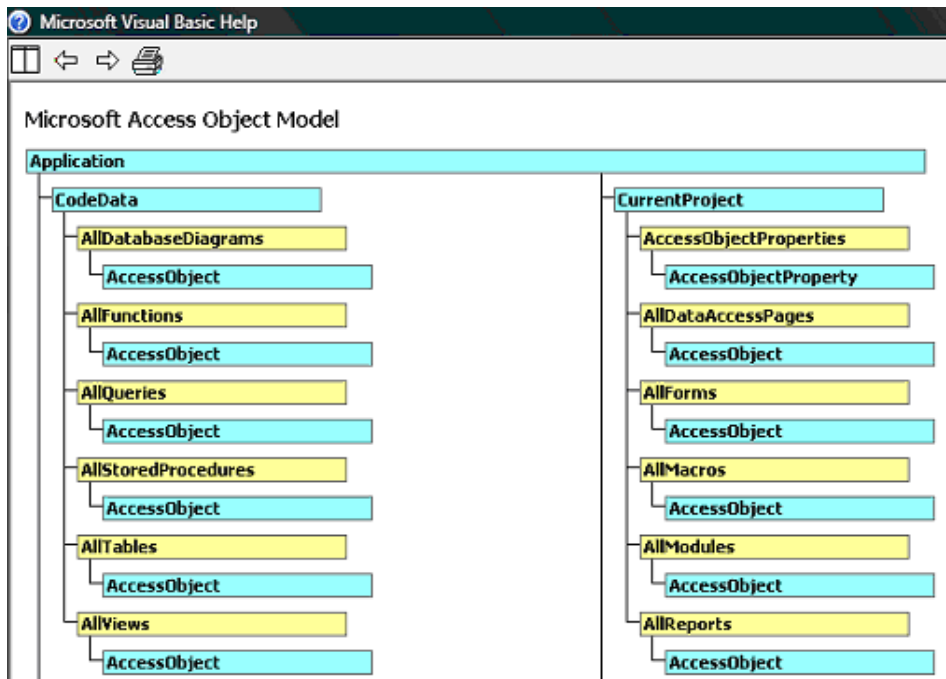 Microsoft Visual Basic Help
Microsoft Access Object Model
Application
CodeData
AllDatabaseDiagrams
AccessObject
AllFunctions
AccessObject
AllQueries
AccessObject
AllStoredProcedures
AccessObject
AllTables
AccessObject
AllViews
AccessObject
CurrentProject
AccessObjectProperties
AccessObjectProperty
AllDataAccessPages
AccessObject
AllForms
AccessObject
AllMacros
AccessObject
AllModules
AccessObject
AllReports
AccessObject